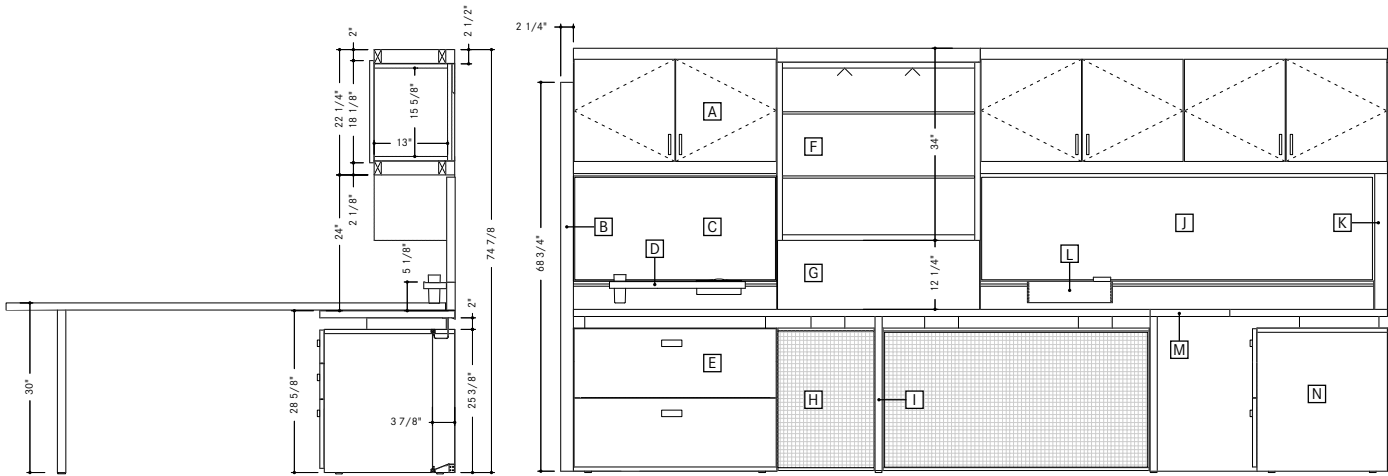 2"
2 1/2"
22 1/4"
18 1/8"
15 5/8"
13"
2 1/8"
24"
5 1/8"
74 7/8
2"
30"
28 5/8"
3 7/8"
25 3/8"
2 1/4"
68 3/4"
34"
12 1/4"
A
F
B
C
D
G
J
K
L
E
H
I
M
N